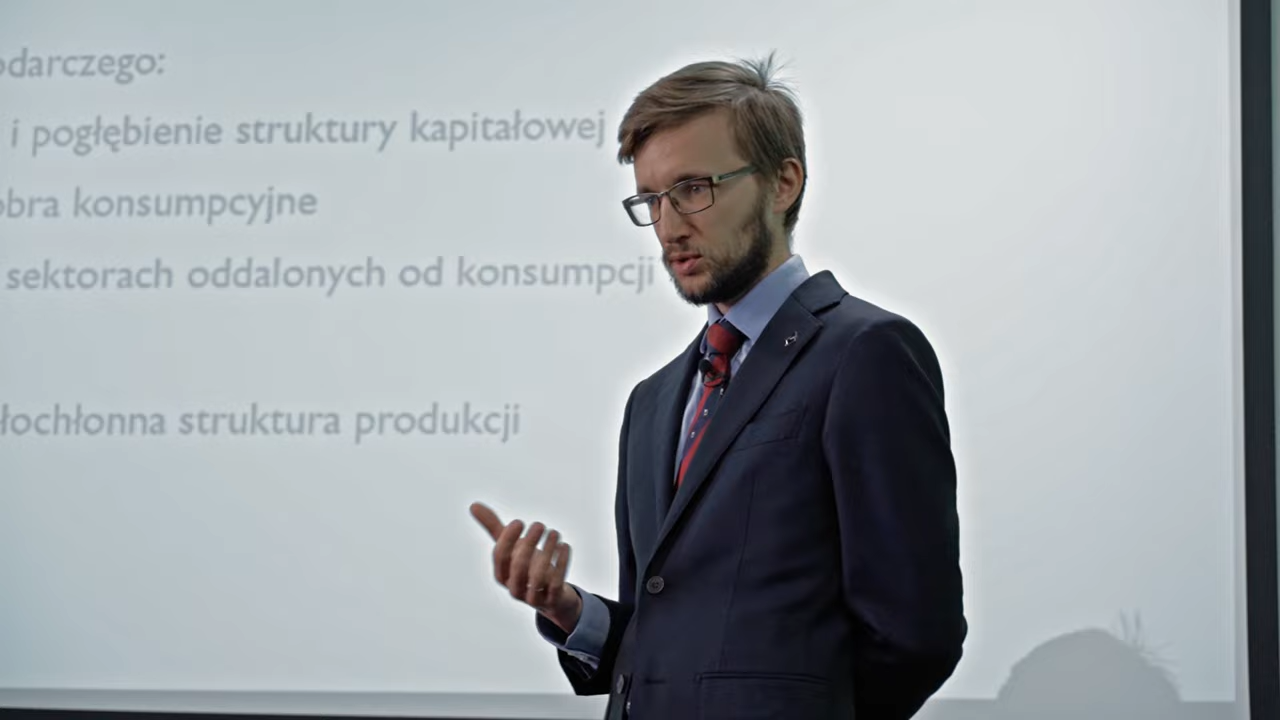 odarczego:
i pogłębienie struktury kapitałowej
obra konsumpcyjne
sektorach oddalonych od konsumpcji
łochłonna struktura produkcji